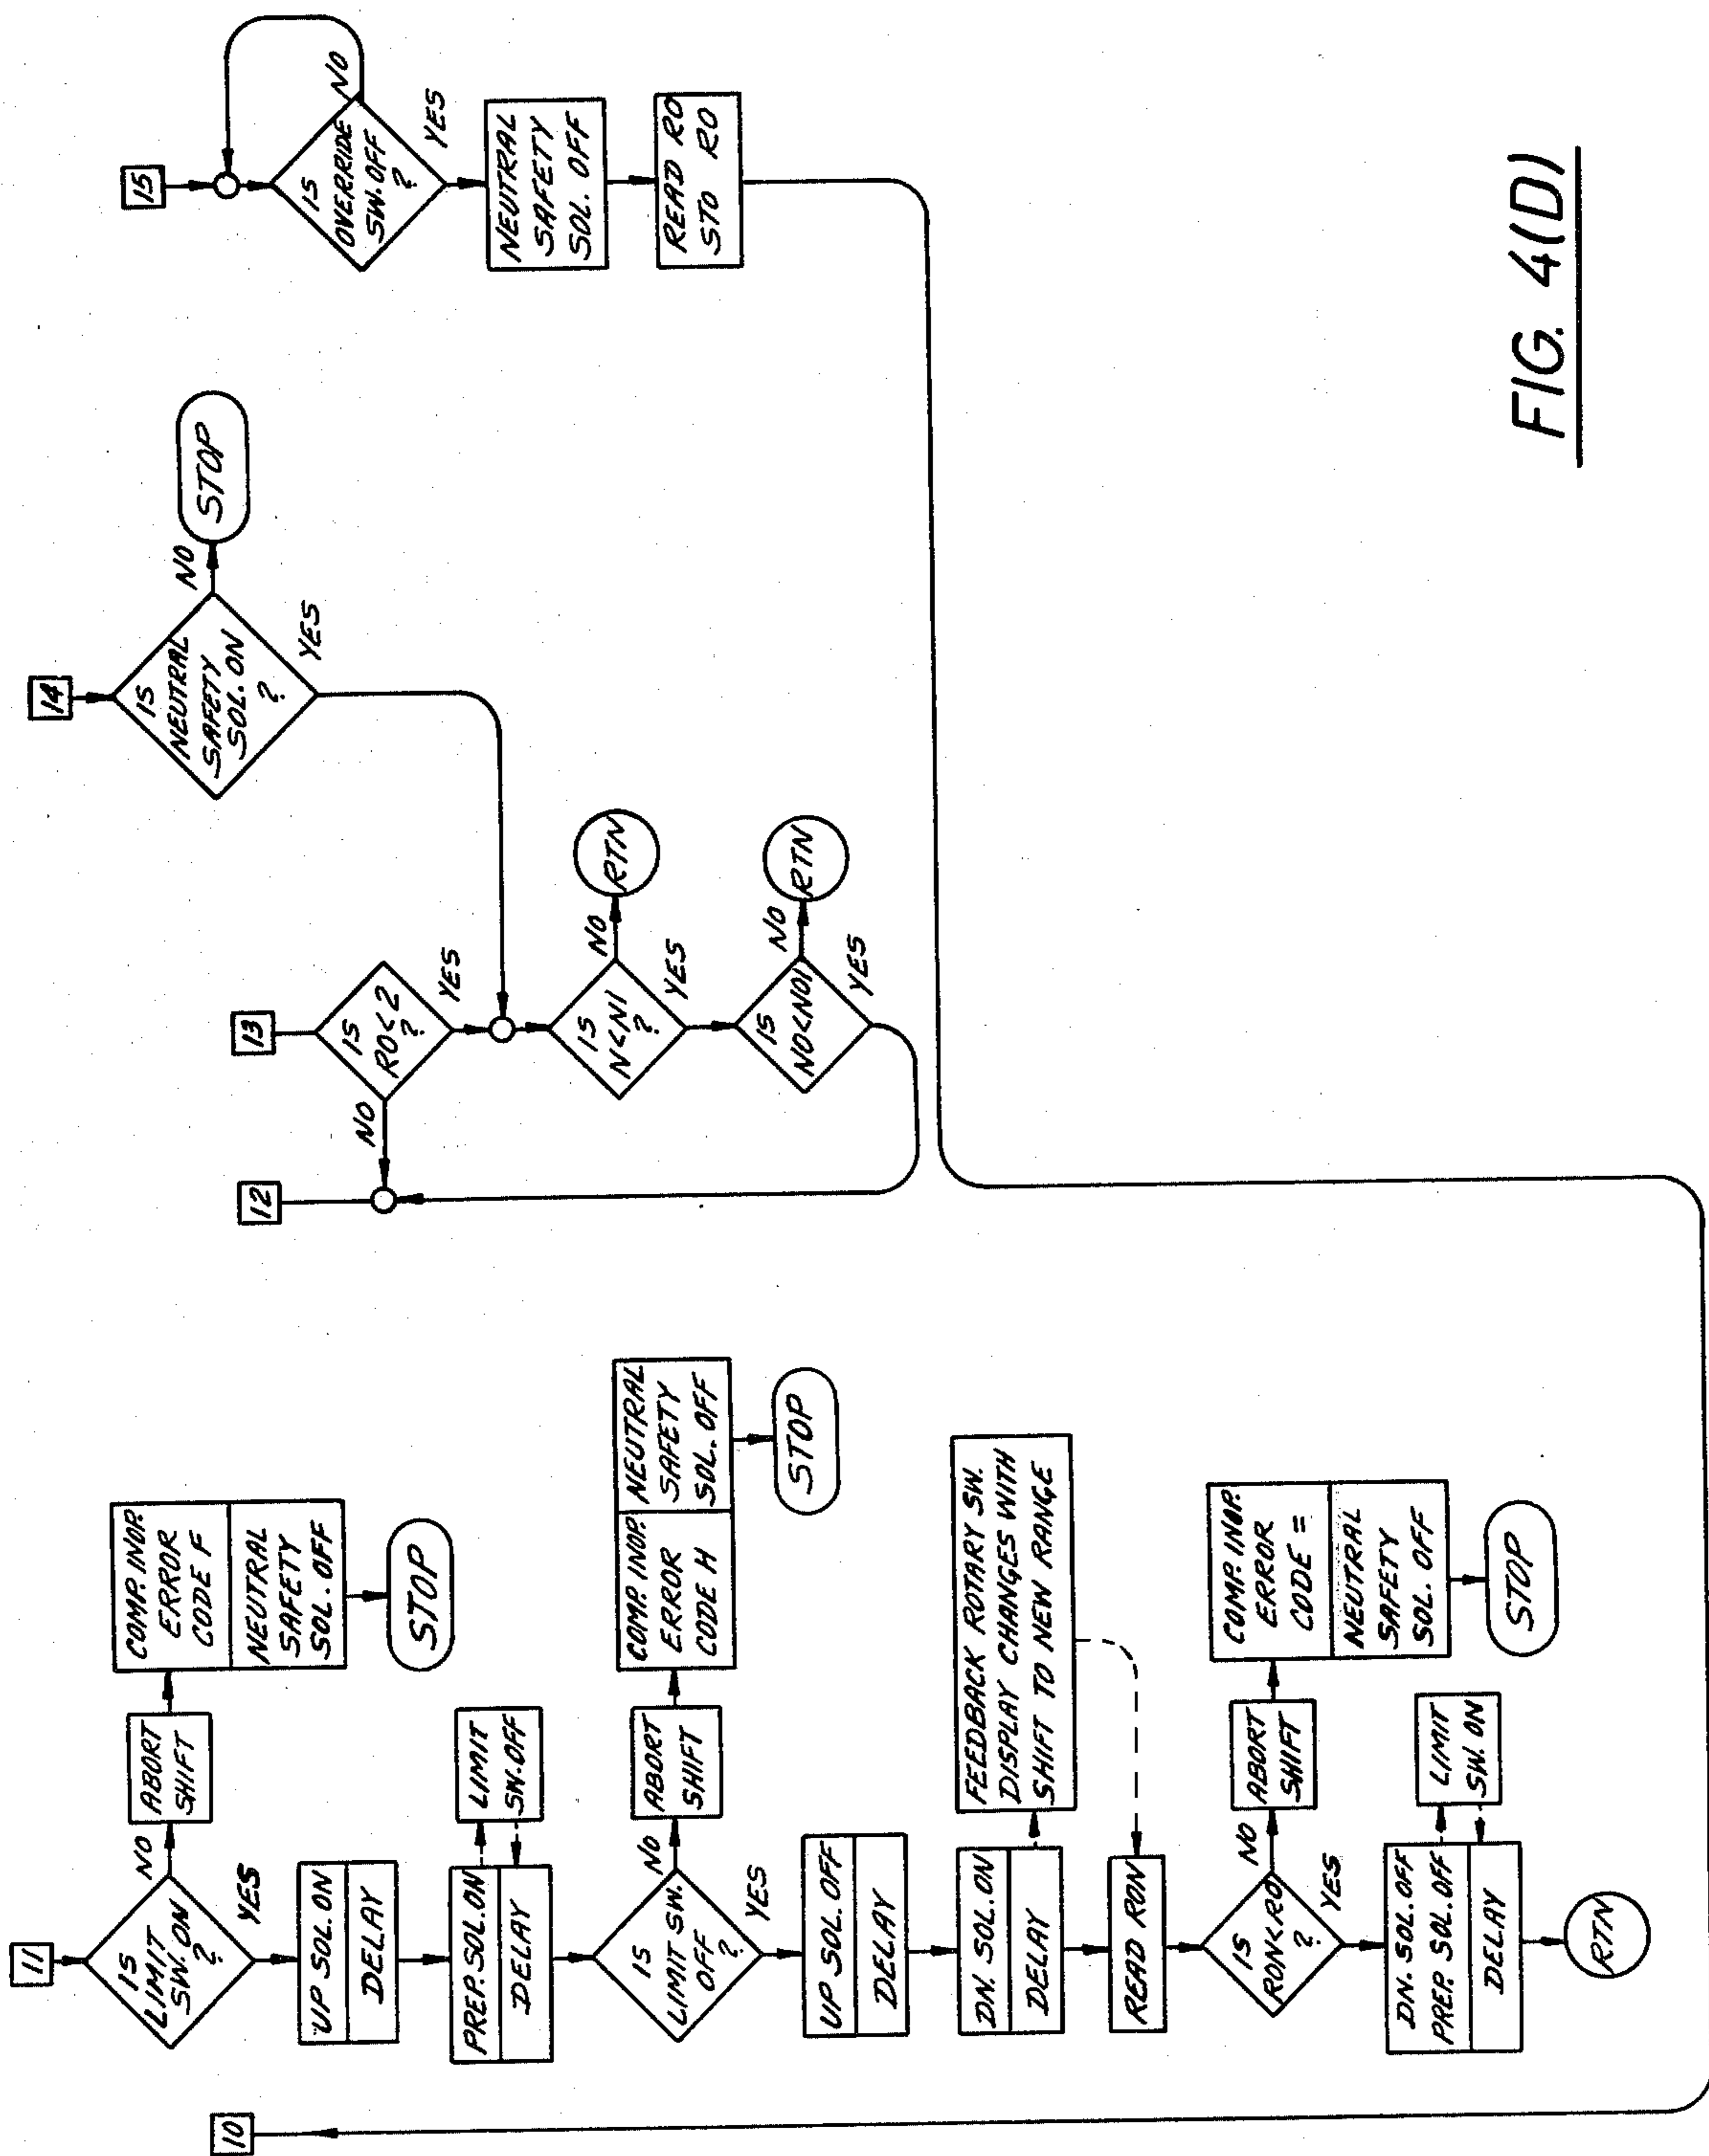 10
11
IS
LIMIT
SW. ON
?
NO
ABORT
SHIFT
COMP. INOP.
ERROR
CODE F
NEUTRAL
SAFETY
SOL. OFF
STOP
YES
UP SOL. ON
DELAY
PREP. SOL. ON
DELAY
LIMIT
SW. OFF
IS
LIMIT SW.
OFF
?
NO
ABORT
SHIFT
COMP. INOP.
ERROR
CODE H
NEUTRAL
SAFETY
SOL. OFF
STOP
YES
UP SOL. OFF
DELAY
DN. SOL. ON
DELAY
FEEDBACK ROTARY SW.
DISPLAY CHANGES WITH
SHIFT TO NEW RANGE
READ RON
IS
RON<RO
?
NO
ABORT
SHIFT
COMP. INOP.
ERROR
CODE =
NEUTRAL
SAFETY
SOL. OFF
STOP
YES
DN. SOL. OFF
PREP. SOL. OFF
DELAY
LIMIT
SW. ON
RTN
12
13
IS
RO<2
?
NO
YES
IS
N<N1
?
NO
RTN
YES
IS
NO<NO1
NO
RTN
YES
14
IS
NEUTRAL
SAFETY
SOL. ON
?
NO
STOP
YES
15
IS
OVERRIDE
SW. OFF
?
NO
YES
NEUTRAL
SAFETY
SOL. OFF
READ RO
STO RO
FIG. 4(D)